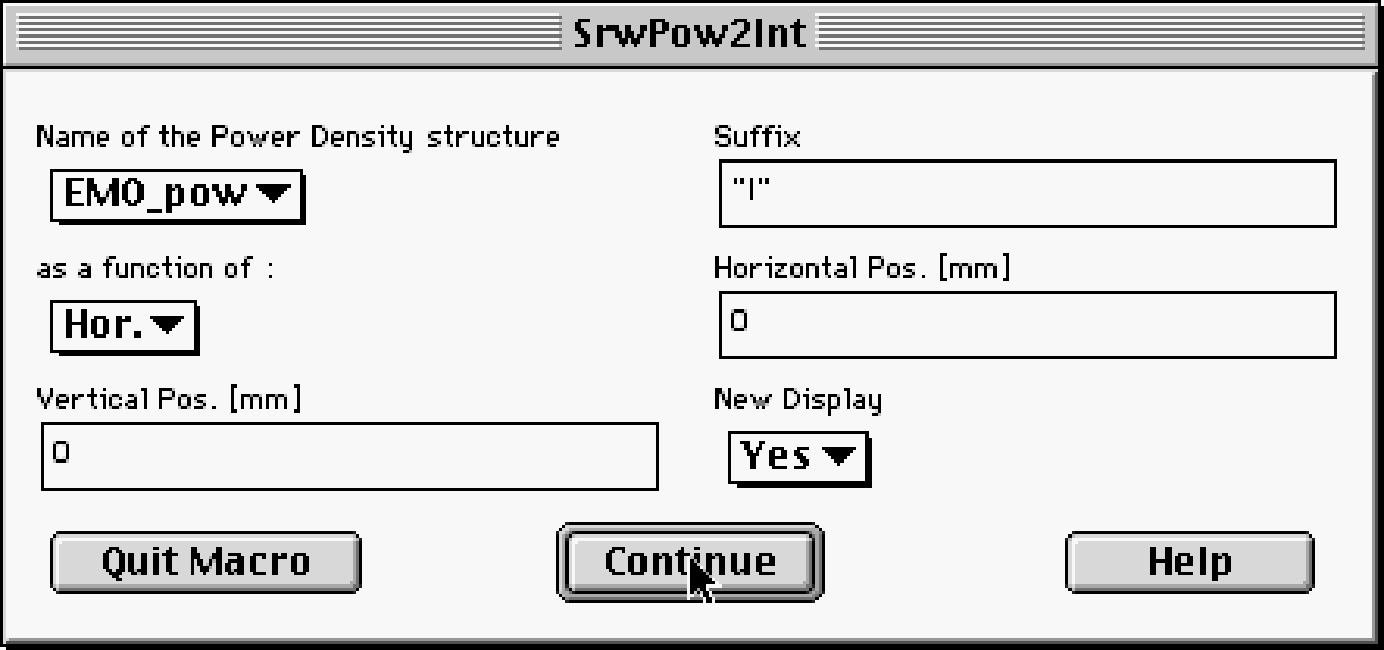 SrwPow2Int
Name of the Power Density structure
EMO_pow
Suffix
"I"
as a function of :
Hor.
Horizontal Pos. [mm]
0
Vertical Pos. [mm]
0
New Display
Yes
Quit Macro
Continue
Help